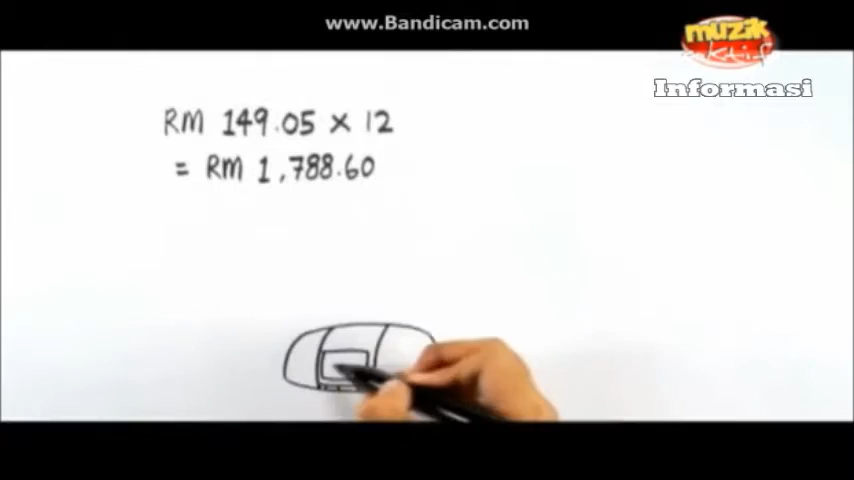 www.Bandicam.com
muzik
Informasi
RM 149.05 × 12
= RM 1,788.60